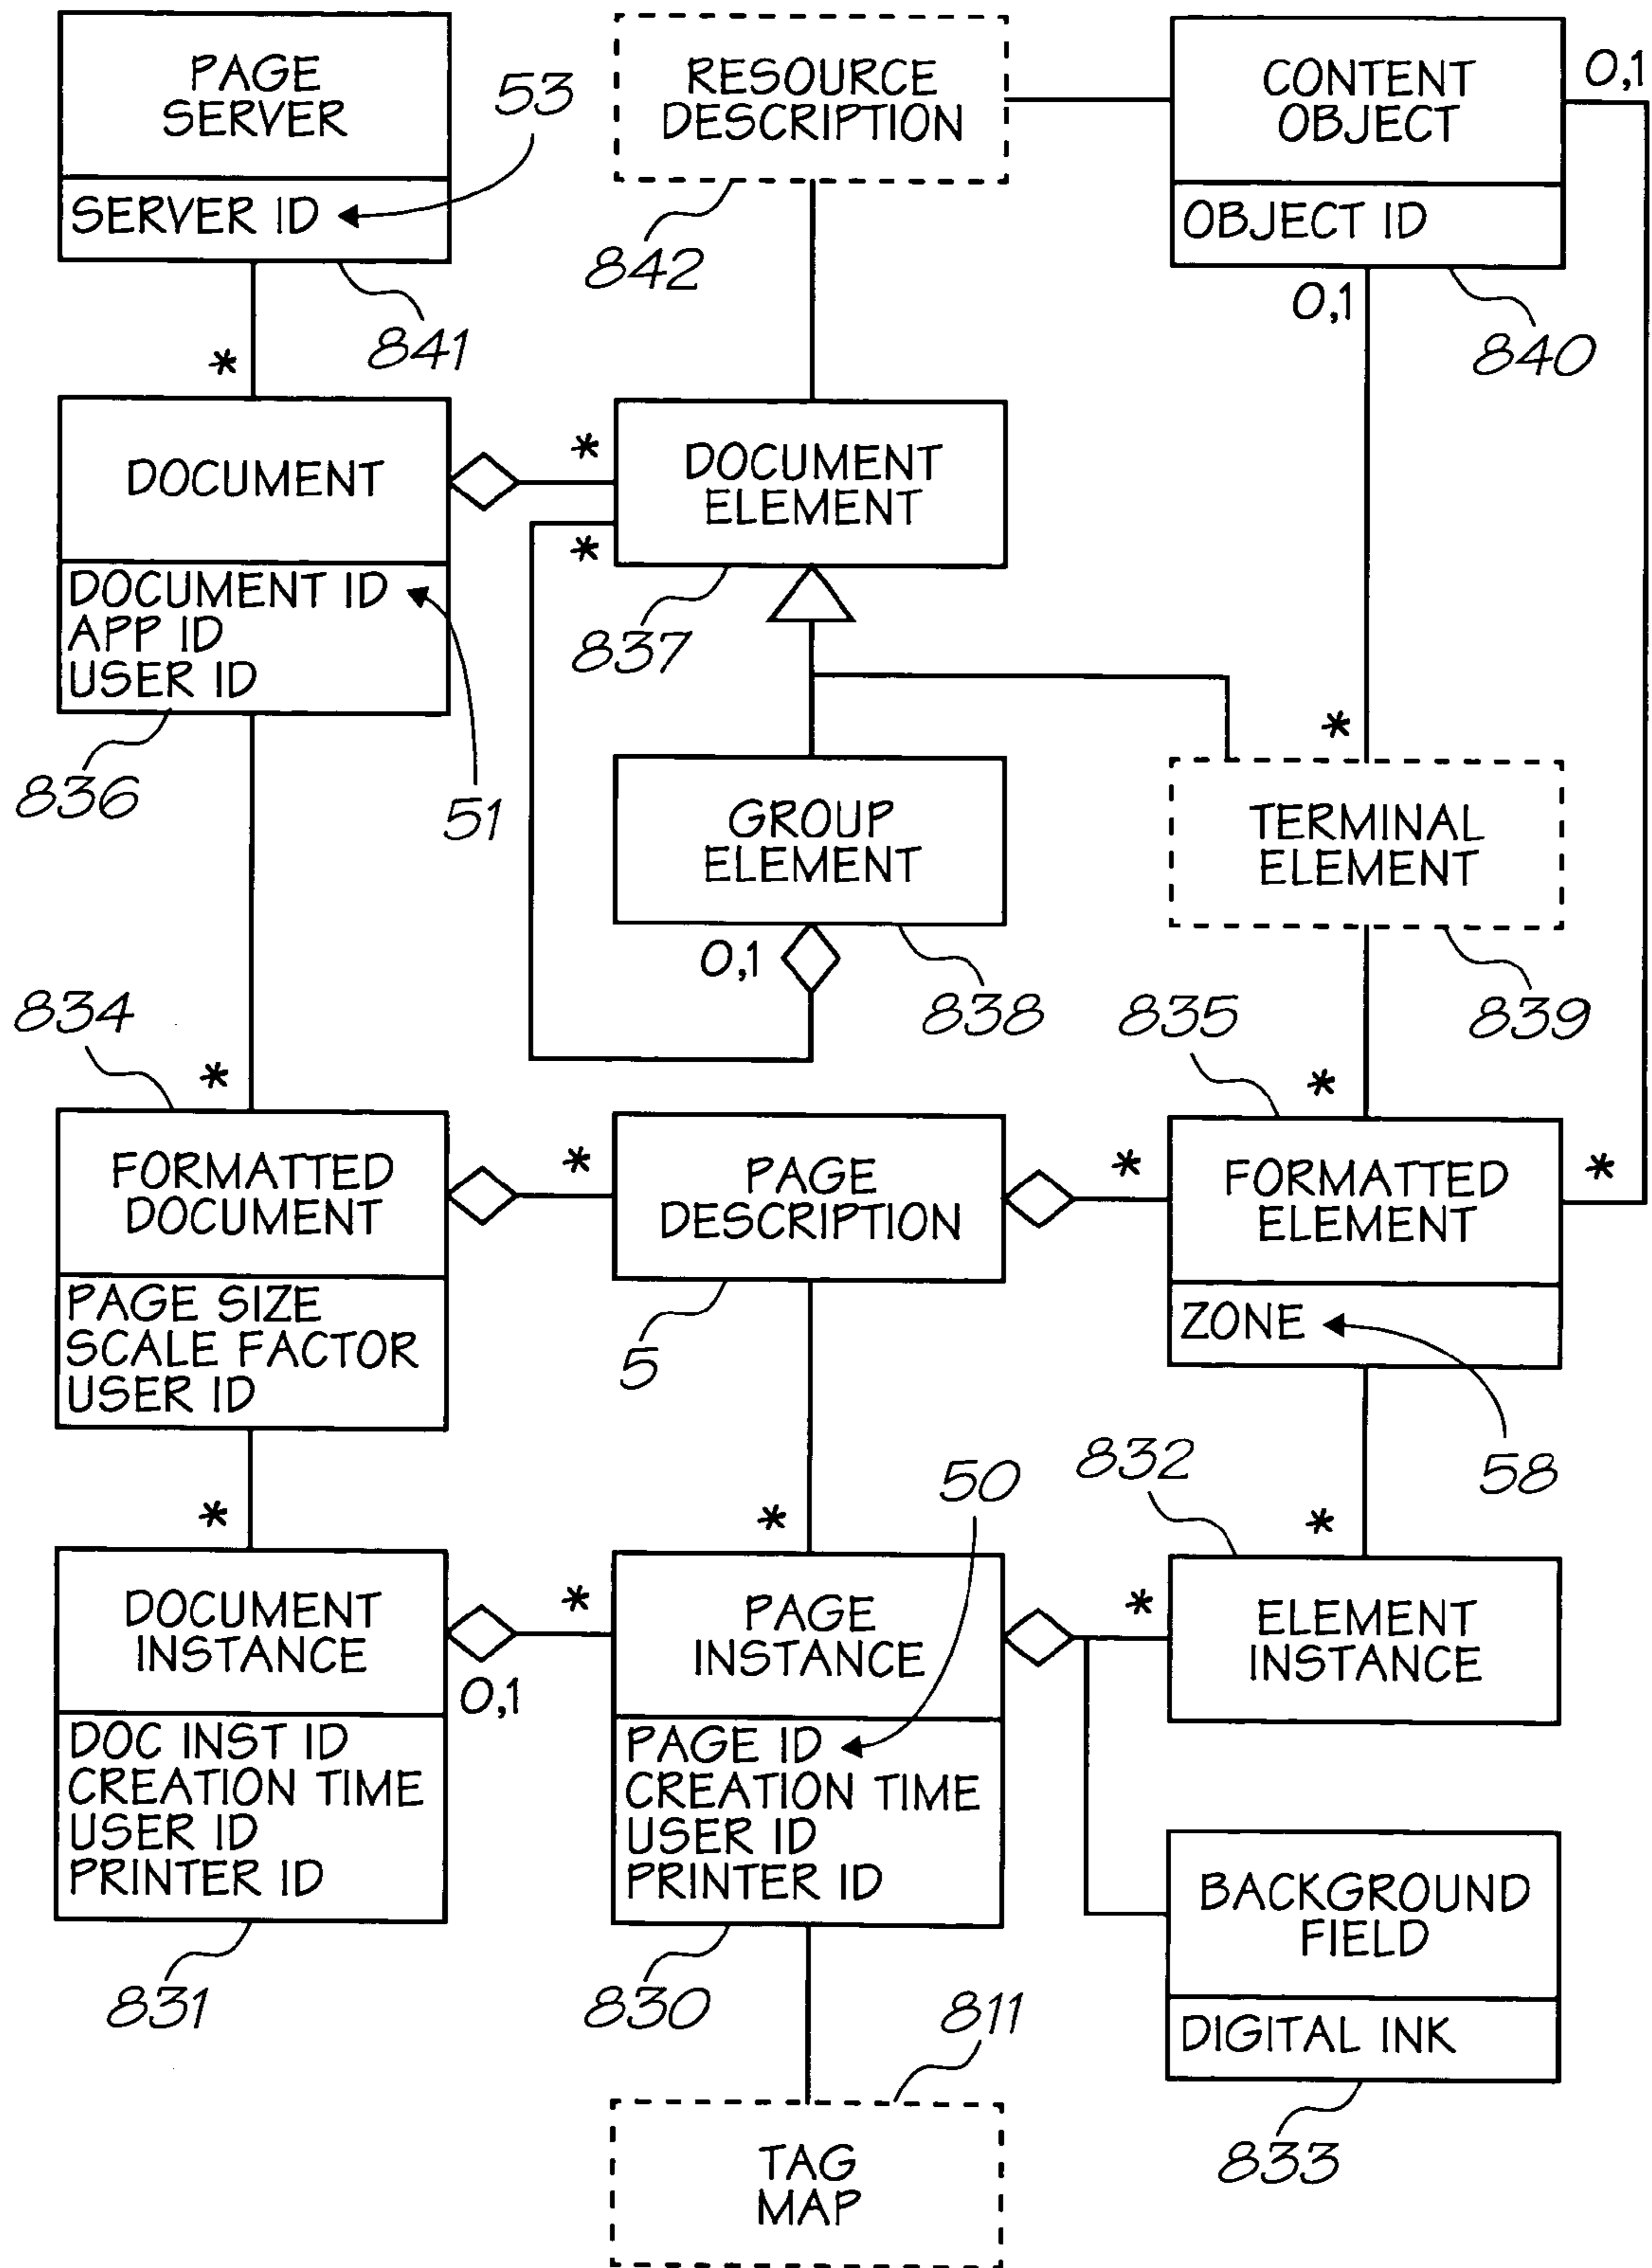 PAGE
SERVER
SERVER ID
53
841
*
RESOURCE
DESCRIPTION
842
CONTENT
OBJECT
OBJECT ID
0,1
0,1
840
DOCUMENT
DOCUMENT ID
APP ID
USER ID
836
51
*
*
DOCUMENT
ELEMENT
837
GROUP
ELEMENT
0,1
838
*
TERMINAL
ELEMENT
839
834
*
FORMATTED
DOCUMENT
PAGE SIZE
SCALE FACTOR
USER ID
*
PAGE
DESCRIPTION
5
835
*
*
*
FORMATTED
ELEMENT
ZONE
58
*
DOCUMENT
INSTANCE
DOC INST ID
CREATION TIME
USER ID
PRINTER ID
831
0,1
*
*
50
PAGE
INSTANCE
PAGE ID
CREATION TIME
USER ID
PRINTER ID
830
832
*
*
ELEMENT
INSTANCE
BACKGROUND
FIELD
DIGITAL INK
833
811
TAG
MAP